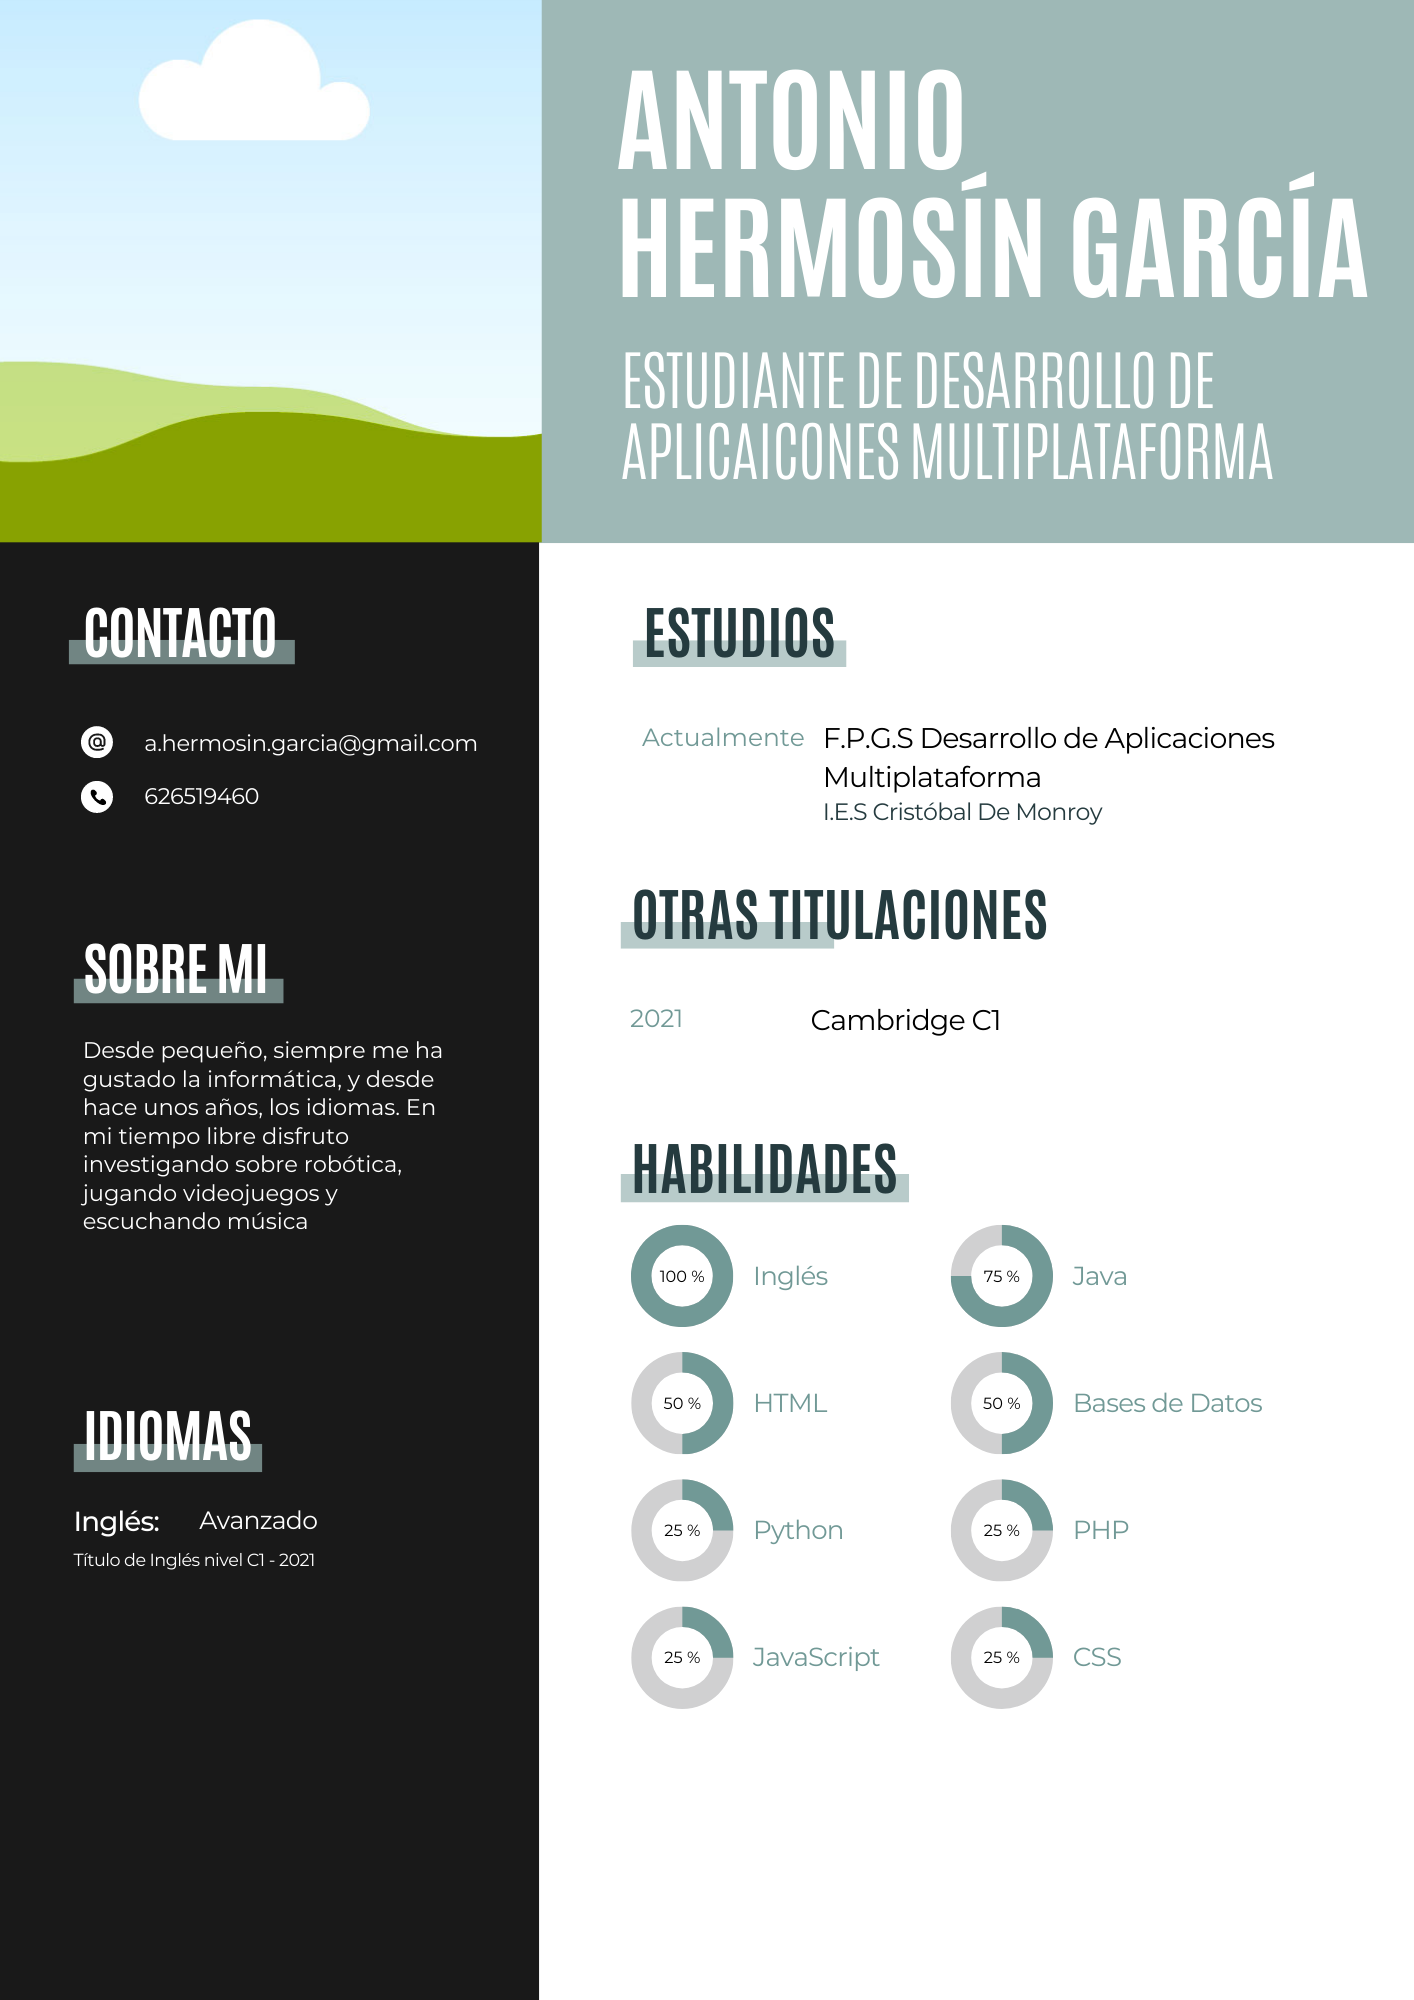 ANTONIO
HERMOSÍN GARCÍA
ESTUDIANTE DE DESARROLLO DE
APLICAICONES MULTIPLATAFORMA
CONTACTO
a.hermosin.garcia@gmail.com
626519460
SOBRE MI
Desde pequeño, siempre me ha
gustado la informática, y desde
hace unos años, los idiomas. En
mi tiempo libre disfruto
investigando sobre robótica,
jugando videojuegos y
escuchando música
IDIOMAS
Inglés: Avanzado
Título de Inglés nivel C1 - 2021
ESTUDIOS
Actualmente F.P.G.S Desarrollo de Aplicaciones
Multiplataforma
I.E.S Cristóbal De Monroy
OTRAS TITULACIONES
2021 Cambridge C1
HABILIDADES
100 % Inglés 75 % Java
50 % HTML 50 % Bases de Datos
25 % Python 25 % PHP
25 % JavaScript 25 % CSS